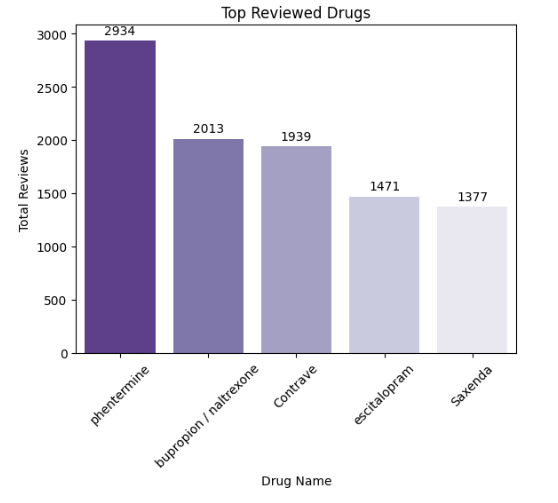 Top Reviewed Drugs
Total Reviews
3000
2500
2000
1500
1000
500
0
2934
2013
1939
1471
1377
phentermine
bupropion / naltrexone
Contrave
escitalopram
Saxenda
Drug Name